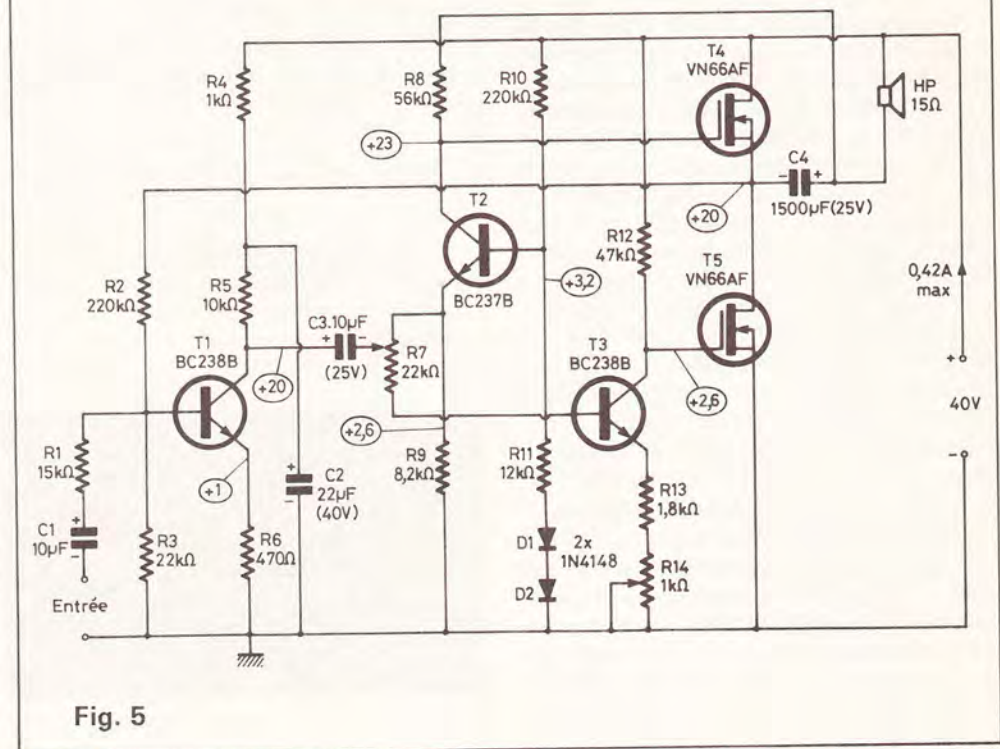 R4
1kΩ
R8
56kΩ
R10
220kΩ
T4
VN66AF
HP
15Ω
+23
C4
- +
1500µF(25V)
T2
BC237B
+20
R12
47kΩ
T5
VN66AF
0,42A
max
R2
220kΩ
R5
10kΩ
+3,2
C3.10µF
+ -
(25V)
R7
22kΩ
T1
BC238B
T3
BC238B
+20
+2,6
+
40V
-
R1
15kΩ
+2,6
R9
8,2kΩ
R11
12kΩ
+1
+
C2
22µF
-
(40V)
R13
1,8kΩ
C1
+
10µF
-
R3
22kΩ
R6
470Ω
D1
2x
1N4148
D2
R14
1kΩ
Entrée
Fig. 5